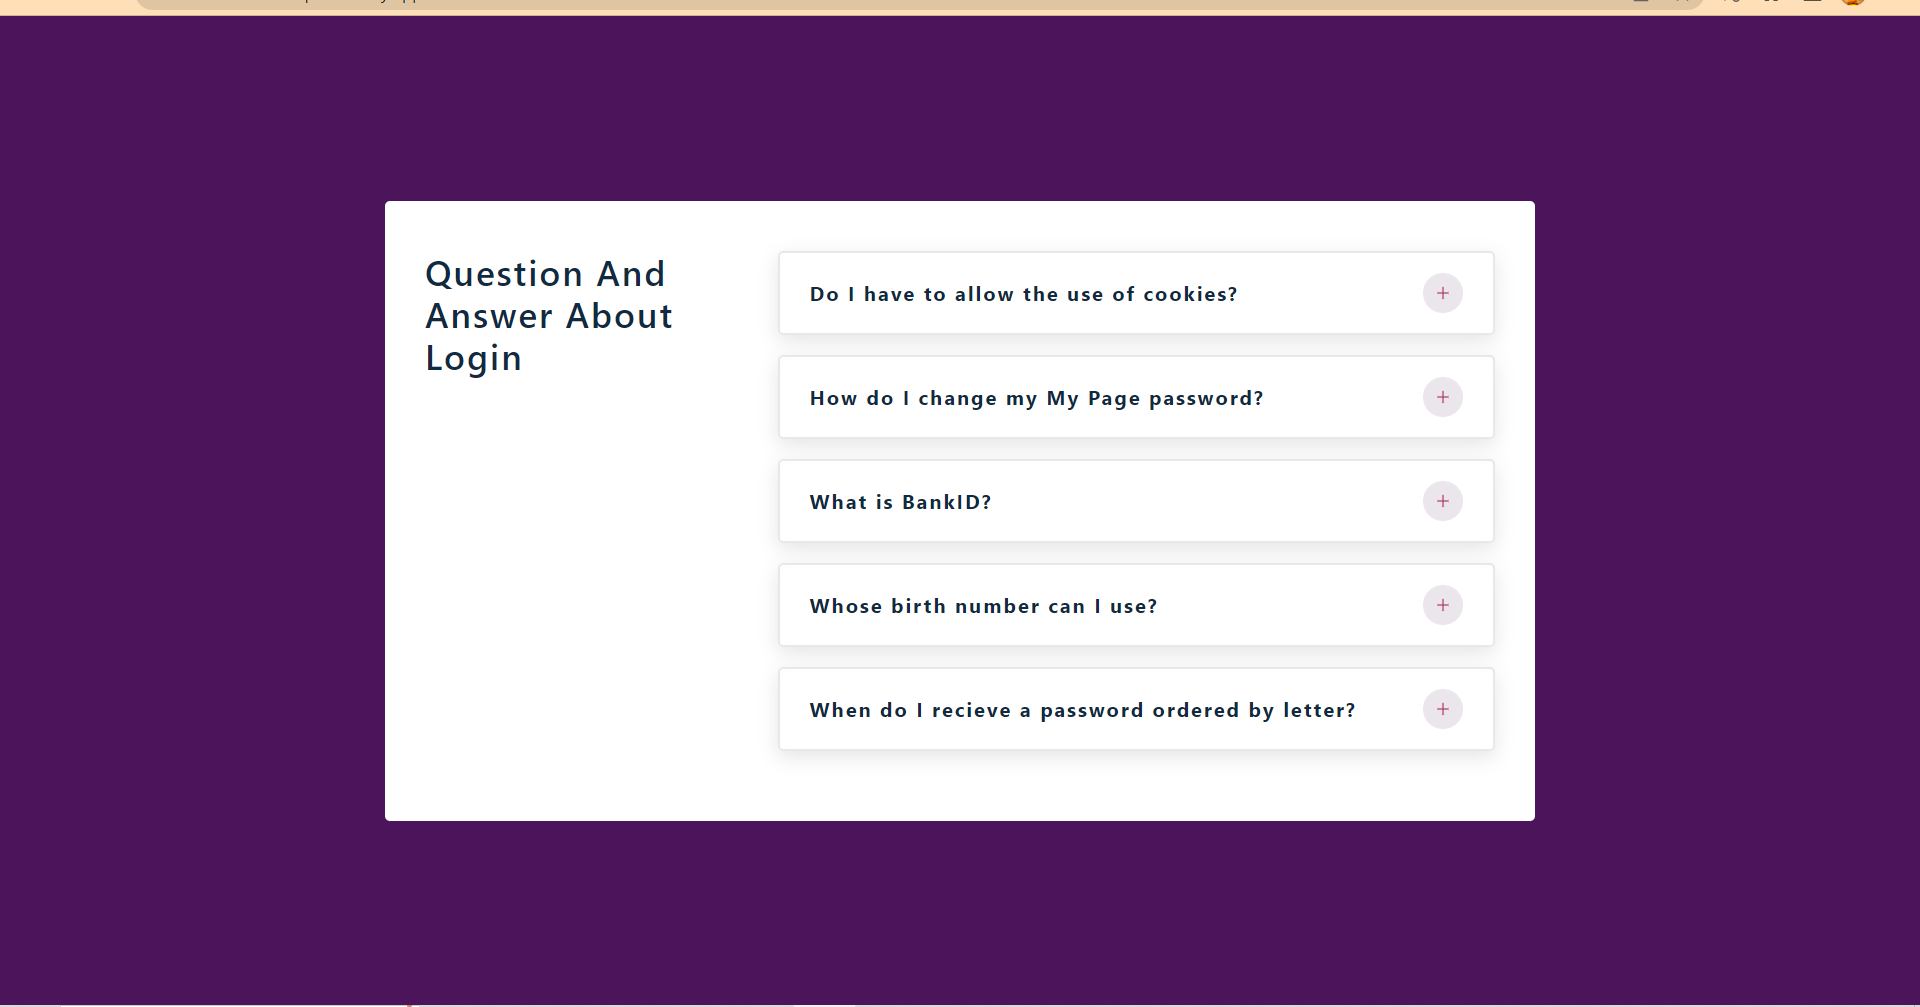 Question And
Answer About
Login
Do I have to allow the use of cookies?
How do I change my My Page password?
What is BankID?
Whose birth number can I use?
When do I recieve a password ordered by letter?